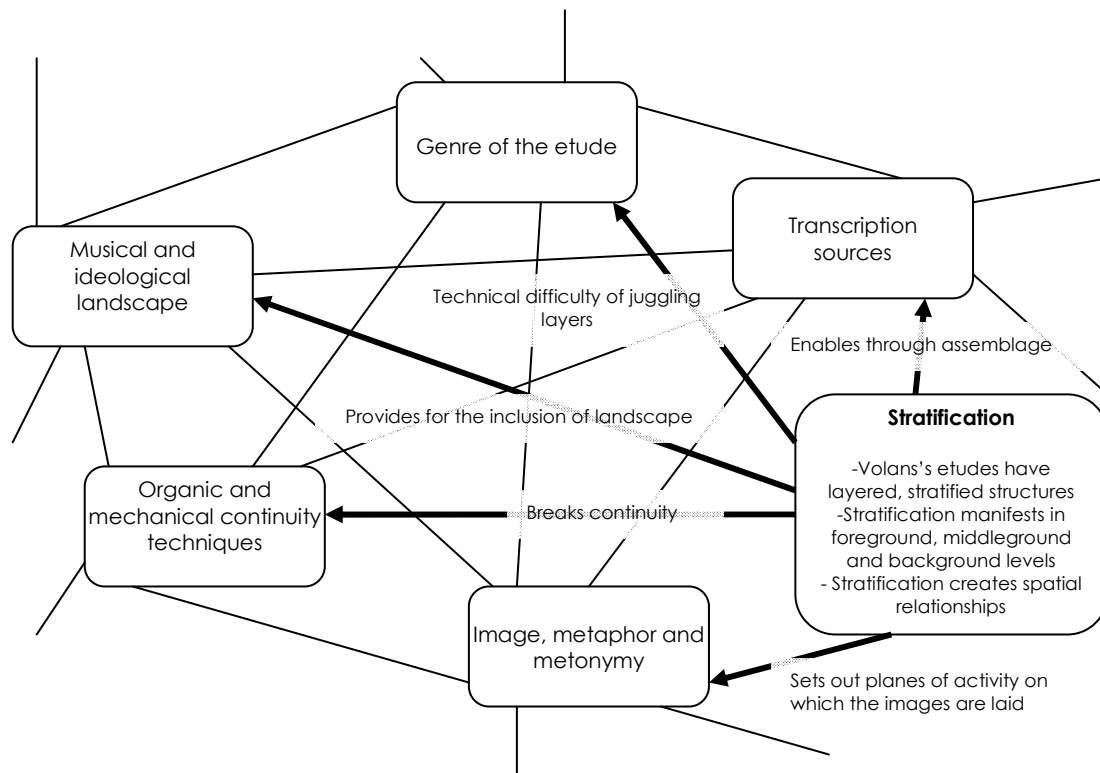 Genre of the etude
Transcription
sources
Musical and
ideological
landscape
Technical difficulty of juggling
layers
Enables through assemblage
Provides for the inclusion of landscape
Stratification
-Volans’s etudes have
layered, stratified structures
-Stratification manifests in
foreground, middleground
and background levels
- Stratification creates spatial
relationships
Organic and
mechanical continuity
techniques
Breaks continuity
Image, metaphor and
metonymy
Sets out planes of activity on
which the images are laid